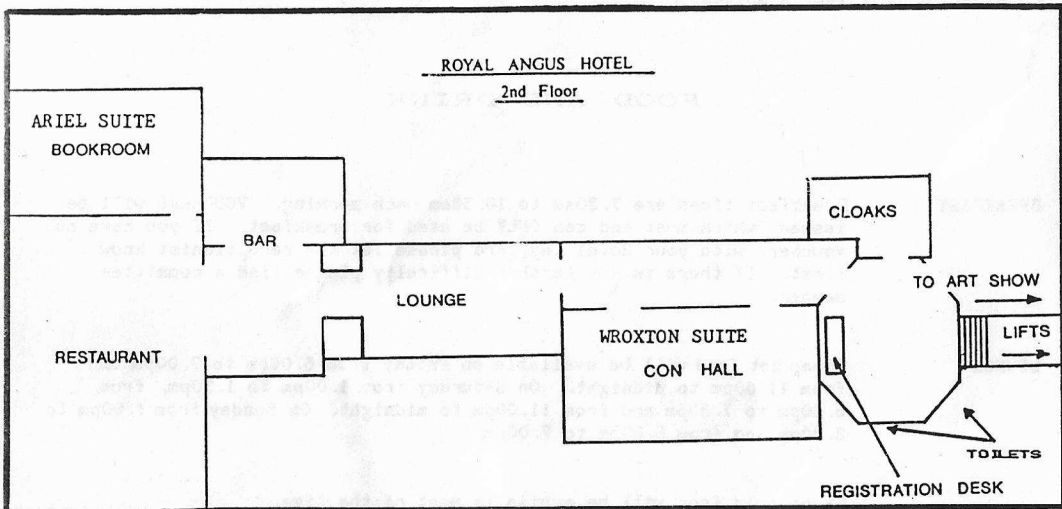 ROYAL ANGUS HOTEL
2nd Floor
ARIEL SUITE
BOOKROOM
CLOAKS
BAR
TO ART SHOW
LOUNGE
LIFTS
WROXTON SUITE
RESTAURANT
CON HALL
TOILETS
REGISTRATION DESK